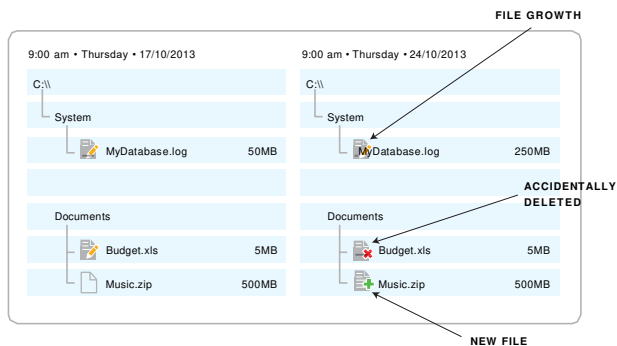 FILE GROWTH
9:00 am • Thursday • 17/10/2013
9:00 am • Thursday • 24/10/2013
C:\\
C:\\
System
System
MyDatabase.log 50MB
MyDatabase.log 250MB
ACCIDENTALLY
DELETED
Documents
Documents
Budget.xls 5MB
Budget.xls 5MB
Music.zip 500MB
Music.zip 500MB
NEW FILE